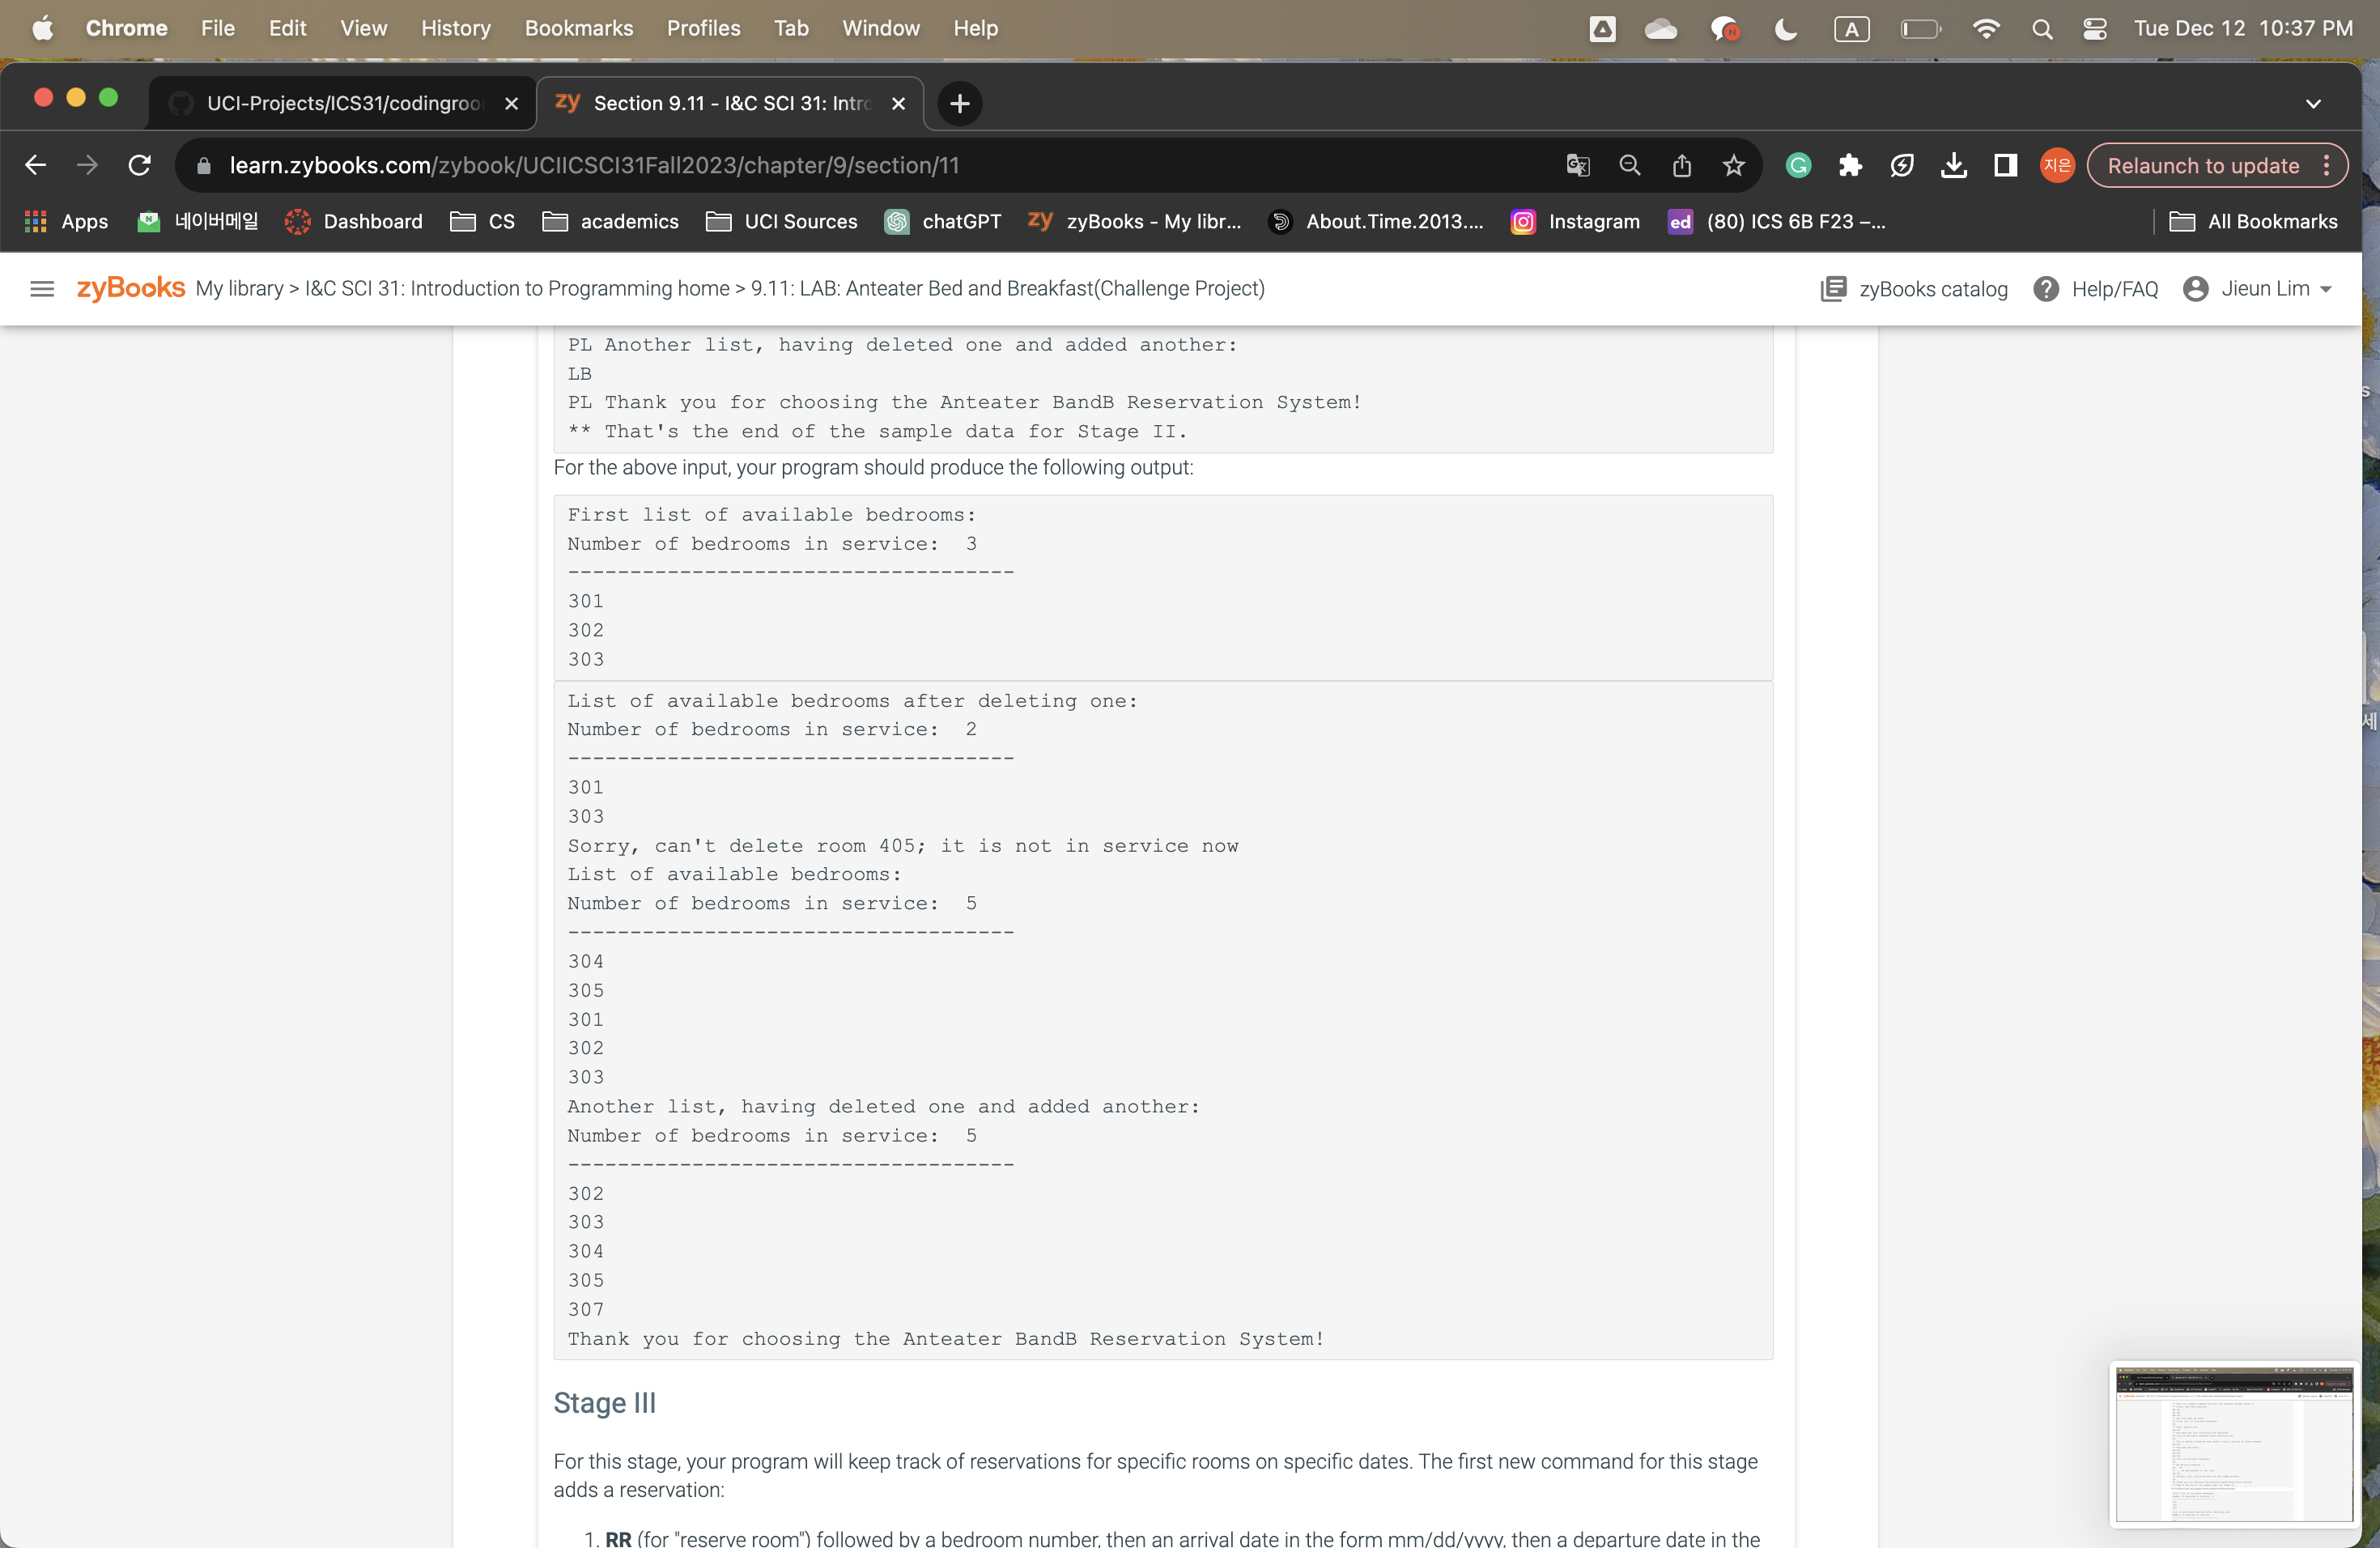 Chrome File Edit View History Bookmarks Profiles Tab Window Help A Tue Dec 12 10:37 PM
UCI-Projects/ICS31/codingroo zy Section 9.11 - I&C SCI 31: Intro
learn.zybooks.com/zybook/UCIICSCI31Fall2023/chapter/9/section/11 G 지은 Relaunch to update
Apps 네이버메일 Dashboard CS academics UCI Sources chatGPT zy zyBooks - My libr... About.Time.2013.... Instagram ed (80) ICS 6B F23 –... All Bookmarks
zyBooks My library > I&C SCI 31: Introduction to Programming home > 9.11: LAB: Anteater Bed and Breakfast(Challenge Project) zyBooks catalog ? Help/FAQ Jieun Lim
PL Another list, having deleted one and added another:
LB
PL Thank you for choosing the Anteater BandB Reservation System!
** That's the end of the sample data for Stage II.
For the above input, your program should produce the following output:
First list of available bedrooms:
Number of bedrooms in service:  3
------------------------------------
301
302
303
List of available bedrooms after deleting one:
Number of bedrooms in service:  2
------------------------------------
301
303
Sorry, can't delete room 405; it is not in service now
List of available bedrooms:
Number of bedrooms in service:  5
------------------------------------
304
305
301
302
303
Another list, having deleted one and added another:
Number of bedrooms in service:  5
------------------------------------
302
303
304
305
307
Thank you for choosing the Anteater BandB Reservation System!
Stage III
For this stage, your program will keep track of reservations for specific rooms on specific dates. The first new command for this stage
adds a reservation:
1. RR (for "reserve room") followed by a bedroom number, then an arrival date in the form mm/dd/yyyy, then a departure date in the